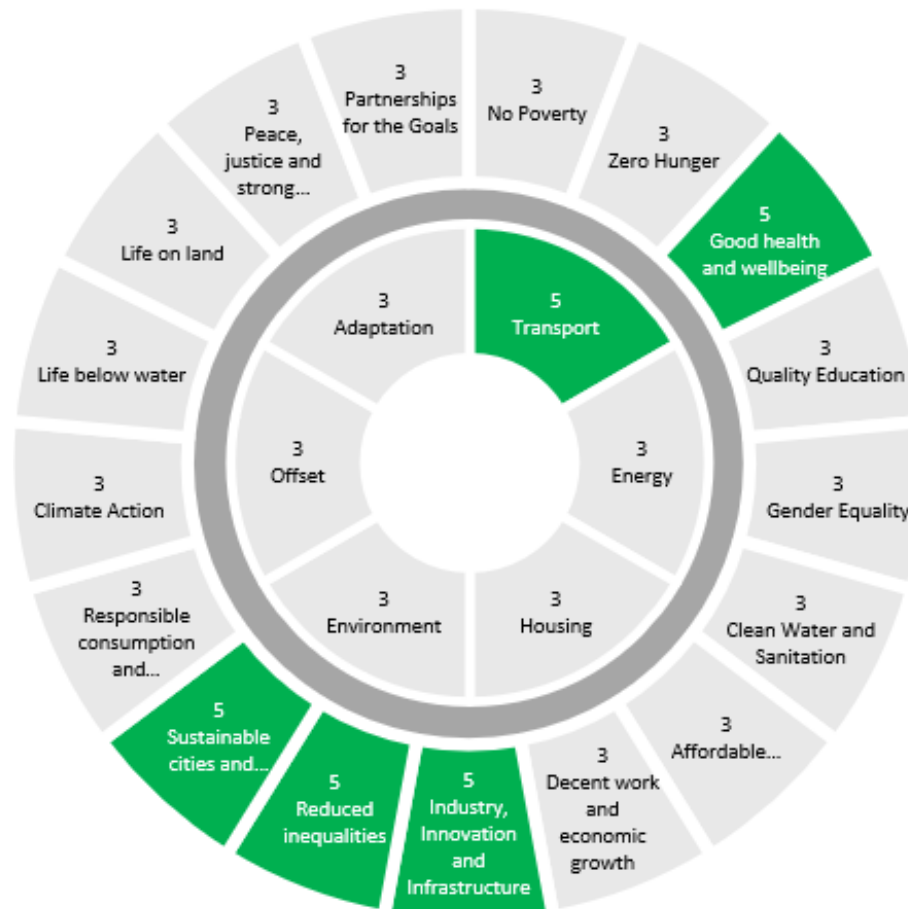 3
No Poverty
3
Zero Hunger
5
Good health
and wellbeing
3
Quality Education
3
Gender Equality
3
Clean Water and
Sanitation
3
Affordable...
3
Decent work
and
economic
growth
5
Industry,
Innovation
and
Infrastructure
5
Reduced
inequalities
5
Sustainable
cities and...
3
Responsible
consumption
and...
3
Climate Action
3
Life below water
3
Life on land
3
Peace,
justice and
strong...
3
Partnerships
for the Goals
5
Transport
3
Energy
3
Housing
3
Environment
3
Offset
3
Adaptation